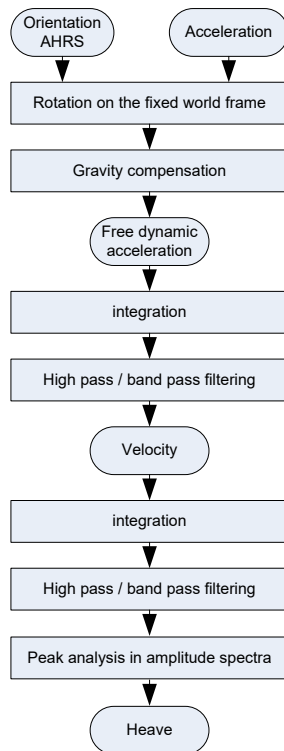 Orientation
AHRS
Acceleration
Rotation on the fixed world frame
Gravity compensation
Free dynamic
acceleration
integration
High pass / band pass filtering
Velocity
integration
High pass / band pass filtering
Peak analysis in amplitude spectra
Heave